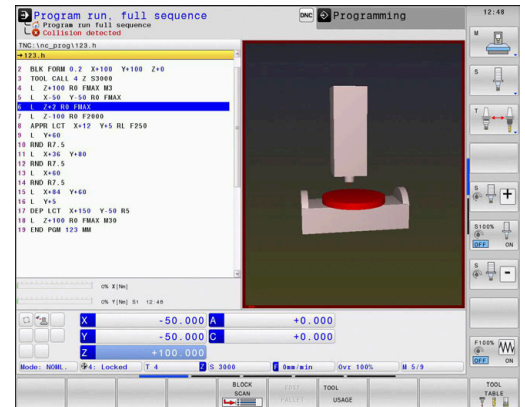 Program run, full sequence
DNC
Programming
12:48
Program run full sequence
Collision detected
TNC:\nc_prog\123.h
→123.h
2 BLK FORM 0.2 X+100 Y+100 Z+0
3 TOOL CALL 4 Z S3000
4 L Z+100 R0 FMAX M3
5 L X-50 Y-50 R0 FMAX
6 L Z+2 R0 FMAX
7 L Z-100 R0 F2000
8 APPR LCT X+12 Y+5 RL F250
9 L Y+60
10 RND R7.5
11 L X+36 Y+80
12 RND R7.5
13 L X+60
14 RND R7.5
15 L X+84 Y+60
16 L Y+5
17 DEP LCT X+150 Y-50 R5
18 L Z+100 R0 FMAX M30
19 END PGM 123 MM
M
S
T
S
S100%
OFF ON
S
F100%
OFF ON
0% X[Nm]
0% Y[Nm] S1 12:48
X -50.000 A +0.000
Y -50.000 C +0.000
Z +100.000
Mode: NOML. 4: Locked T 4 Z S 3000 F 0mm/min Ovr 100% M 5/9
BLOCK SCAN
EDIT PALLET
TOOL USAGE
TOOL TABLE